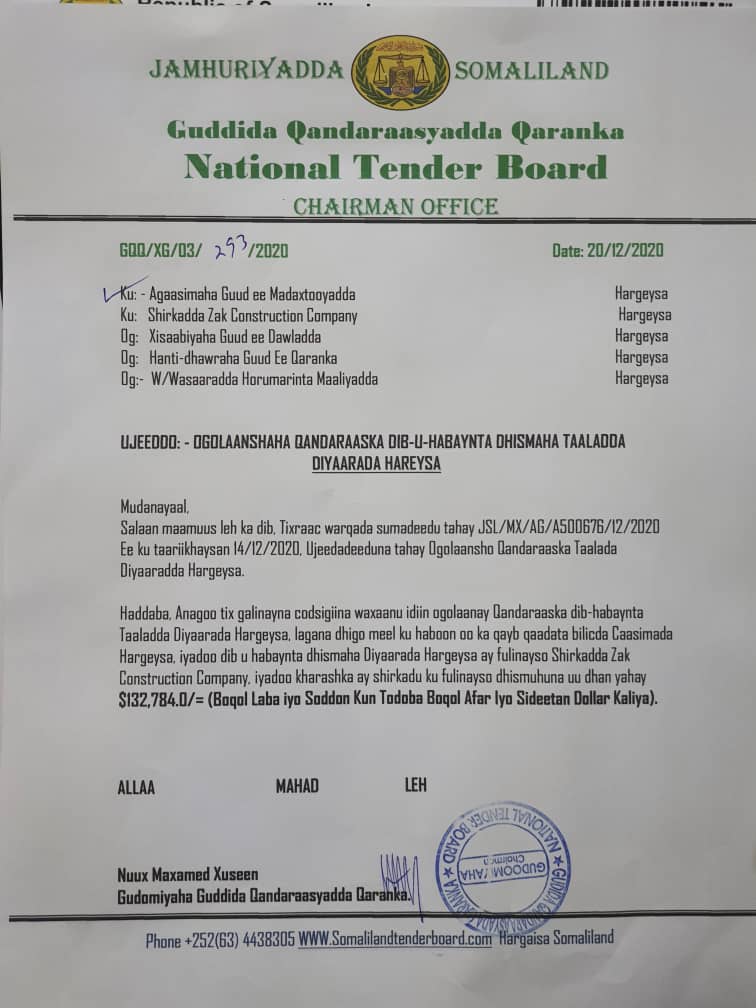 Republic of
JAMHURIYADDA SOMALILAND
Guddida Qandaraasyadda Qaranka
National Tender Board
CHAIRMAN OFFICE
GQQ/XG/03/ 293/2020 Date: 20/12/2020
Ku: - Agaasimaha Guud ee Madaxtooyadda Hargeysa
Ku: Shirkadda Zak Construction Company Hargeysa
Og: Xisaabiyaha Guud ee Dawladda Hargeysa
Og: Hanti-dhawraha Guud Ee Qaranka Hargeysa
Og:- W/Wasaaradda Horumarinta Maaliyadda Hargeysa
UJEEDDO: - OGOLAANSHAHA QANDARAASKA DIB-U-HABAYNTA DHISMAHA TAALADDA
DIYAARADA HAREYSA
Mudanayaal,
Salaan maamuus leh ka dib, Tixraac warqada sumadeedu tahay JSL/MX/AG/A500676/12/2020
Ee ku taariikhaysan 14/12/2020, Ujeedadeeduna tahay Ogolaansho Qandaraaska Taalada
Diyaaradda Hargeysa.
Haddaba, Anagoo tix galinayna codsigiina waxaanu idiin ogolaanay Qandaraaska dib-habaynta
Taaladda Diyaarada Hargeysa, lagana dhigo meel ku haboon oo ka qayb qaadata bilicda Caasimada
Hargeysa, iyadoo dib u habaynta dhismaha Diyaarada Hargeysa ay fulinayso Shirkadda Zak
Construction Company, iyadoo kharashka ay shirkadu ku fulinayso dhismuhuna uu dhan yahay
$132,784.0/= (Boqol Laba iyo Soddon Kun Todoba Boqol Afar Iyo Sideetan Dollar Kaliya).
ALLAA MAHAD LEH
Nuux Maxamed Xuseen
Gudomiyaha Guddida Qandaraasyadda Qaranka.
NATIONAL TENDER BOARD
GUDOOMIYAHA
Chairman
GUDIDA QANDARAASYADA QARANKA
Phone +252(63) 4438305 WWW.Somalilandtenderboard.com Hargaisa Somaliland